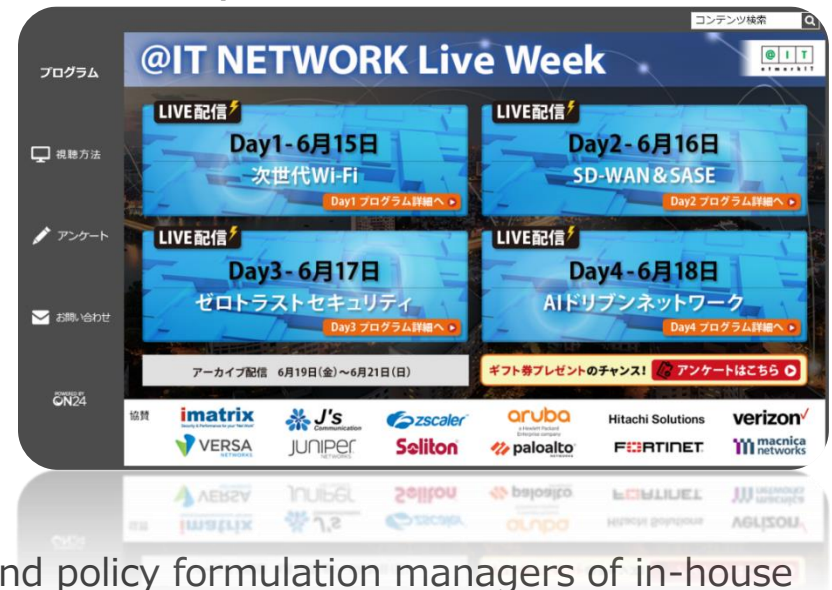 コンテンツ検索
プログラム
@IT NETWORK Live Week
@IT
NetworkIT
視聴方法
アンケート
お問い合わせ
POWERED BY
ON24
LIVE配信
Day1-6月15日
次世代Wi-Fi
Day1 プログラム詳細へ
LIVE配信
Day2-6月16日
SD-WAN&SASE
Day2 プログラム詳細へ
LIVE配信
Day3-6月17日
ゼロトラストセキュリティ
Day3 プログラム詳細へ
LIVE配信
Day4-6月18日
AIドリブンネットワーク
Day4 プログラム詳細へ
アーカイブ配信 6月19日(金)~6月21日(日)
ギフト券プレゼントのチャンス! アンケートはこちら
協賛
imatrix J's Communication zscaler aruba Hitachi Solutions verizon
a Hewlett Packard Enterprise company
VERSA NETWORKS JUNIPER NETWORKS Soliton paloalto NETWORKS FORTINET macnica networks
nd policy formulation managers of in-house